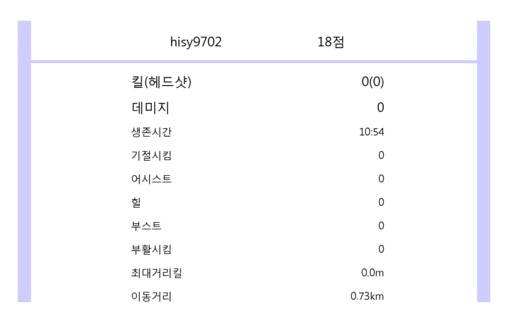 hisy9702 18점
킬(헤드샷) 0(0)
데미지 0
생존시간 10:54
기절시킴 0
어시스트 0
힐 0
부스트 0
부활시킴 0
최대거리킬 0.0m
이동거리 0.73km